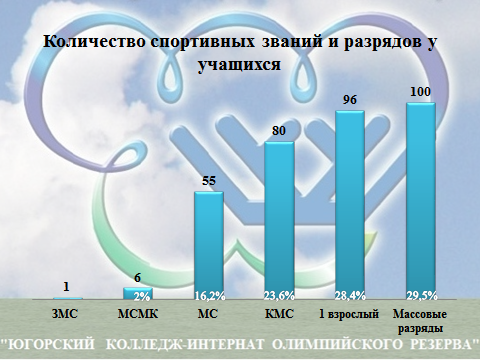 Количество спортивных званий и разрядов у
учащихся
1
6
55
80
96
100
2%
16,2%
23,6%
28,4%
29,5%
ЗМС
МСМК
МС
КМС
1 взрослый
Массовые
разряды
"ЮГОРСКИЙ КОЛЛЕДЖ-ИНТЕРНАТ ОЛИМПИЙСКОГО РЕЗЕРВА"